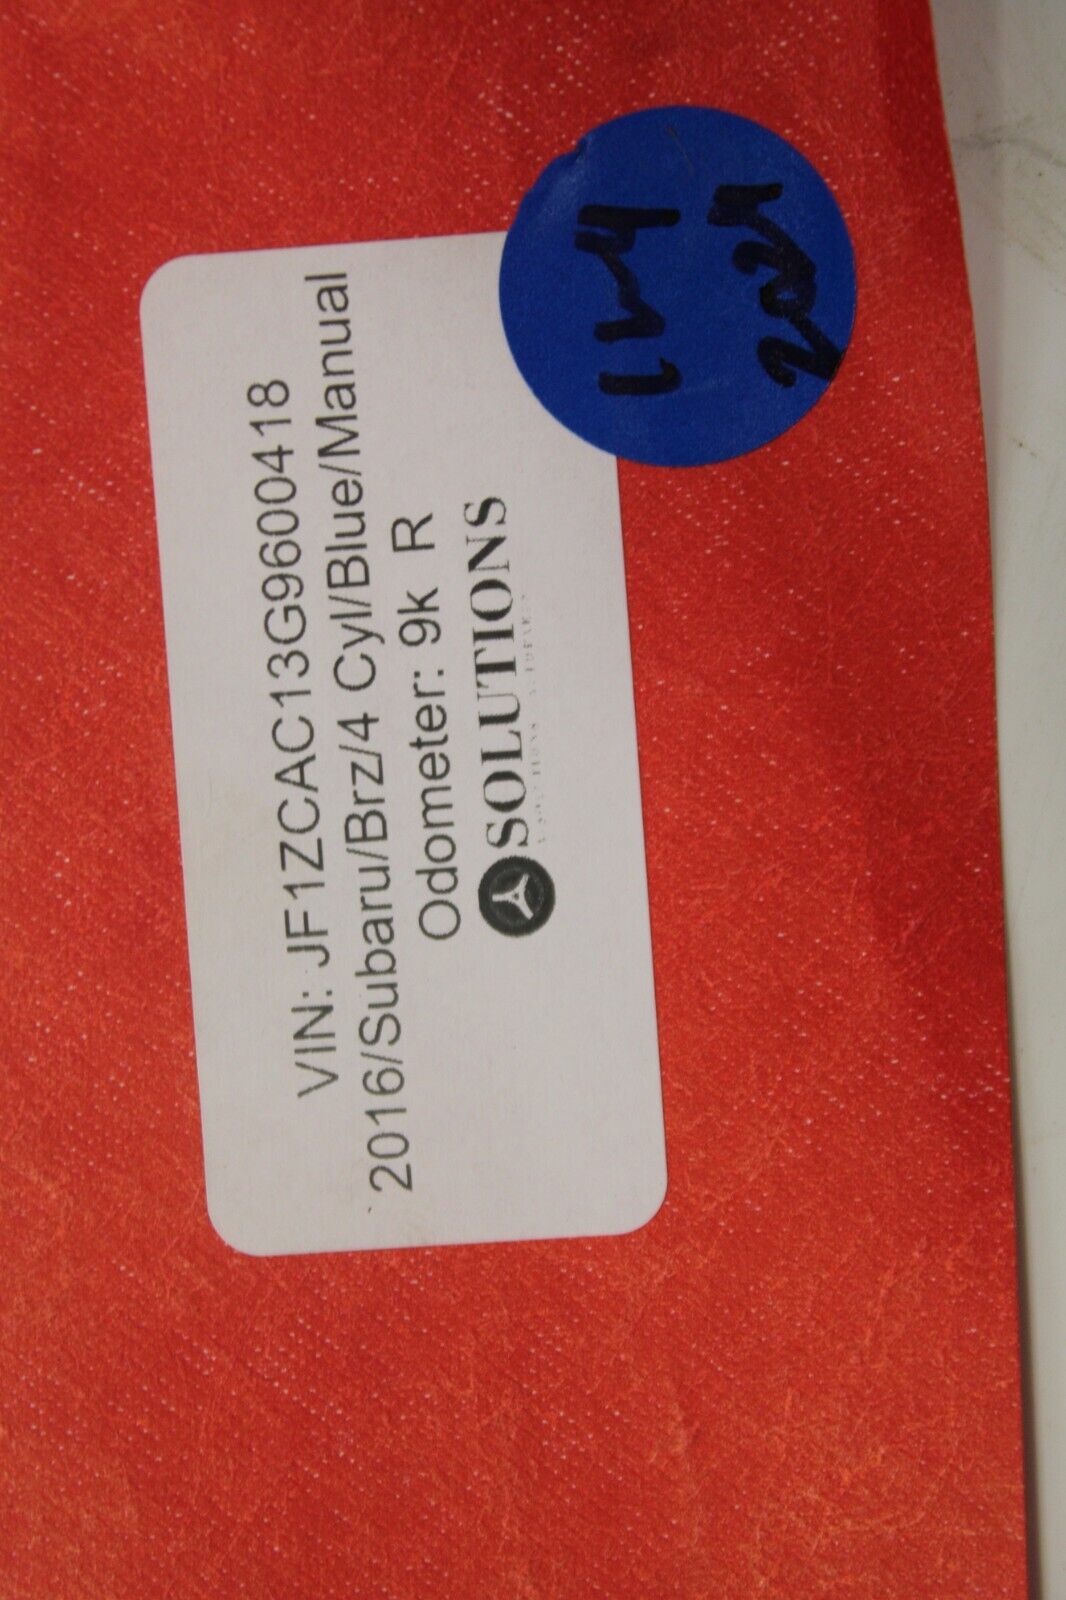 VIN: JF1ZCAC13G9600418
2016/Subaru/Brz/4 Cyl/Blue/Manual
Odometer: 9k R
SOLUTIONS